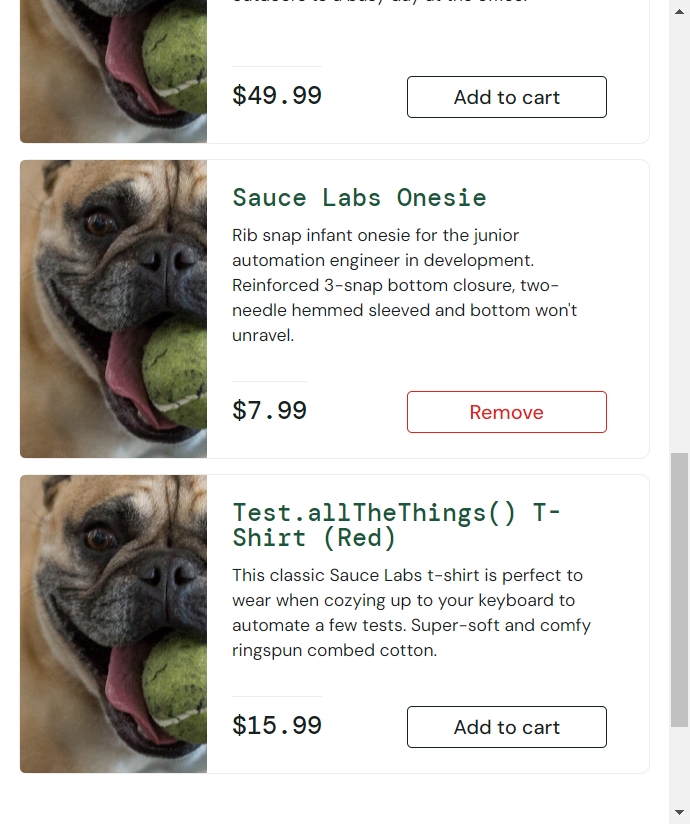 $49.99
Add to cart
Sauce Labs Onesie
Rib snap infant onesie for the junior
automation engineer in development.
Reinforced 3-snap bottom closure, two-
needle hemmed sleeved and bottom won't
unravel.
$7.99
Remove
Test.allTheThings() T-
Shirt (Red)
This classic Sauce Labs t-shirt is perfect to
wear when cozying up to your keyboard to
automate a few tests. Super-soft and comfy
ringspun combed cotton.
$15.99
Add to cart